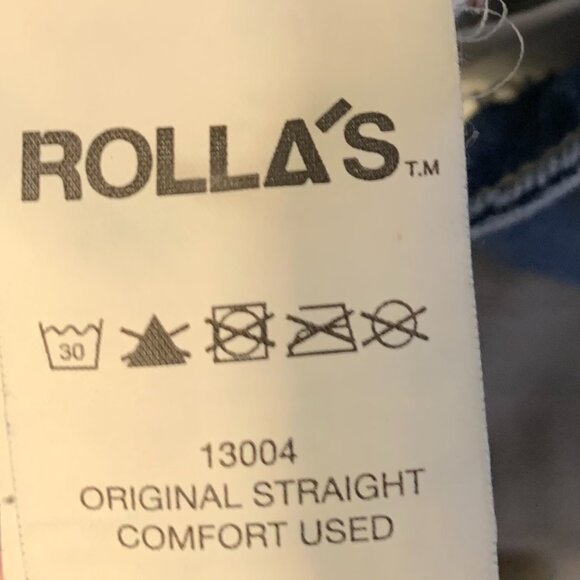 ROLLA'S T.M
30
13004
ORIGINAL STRAIGHT
COMFORT USED